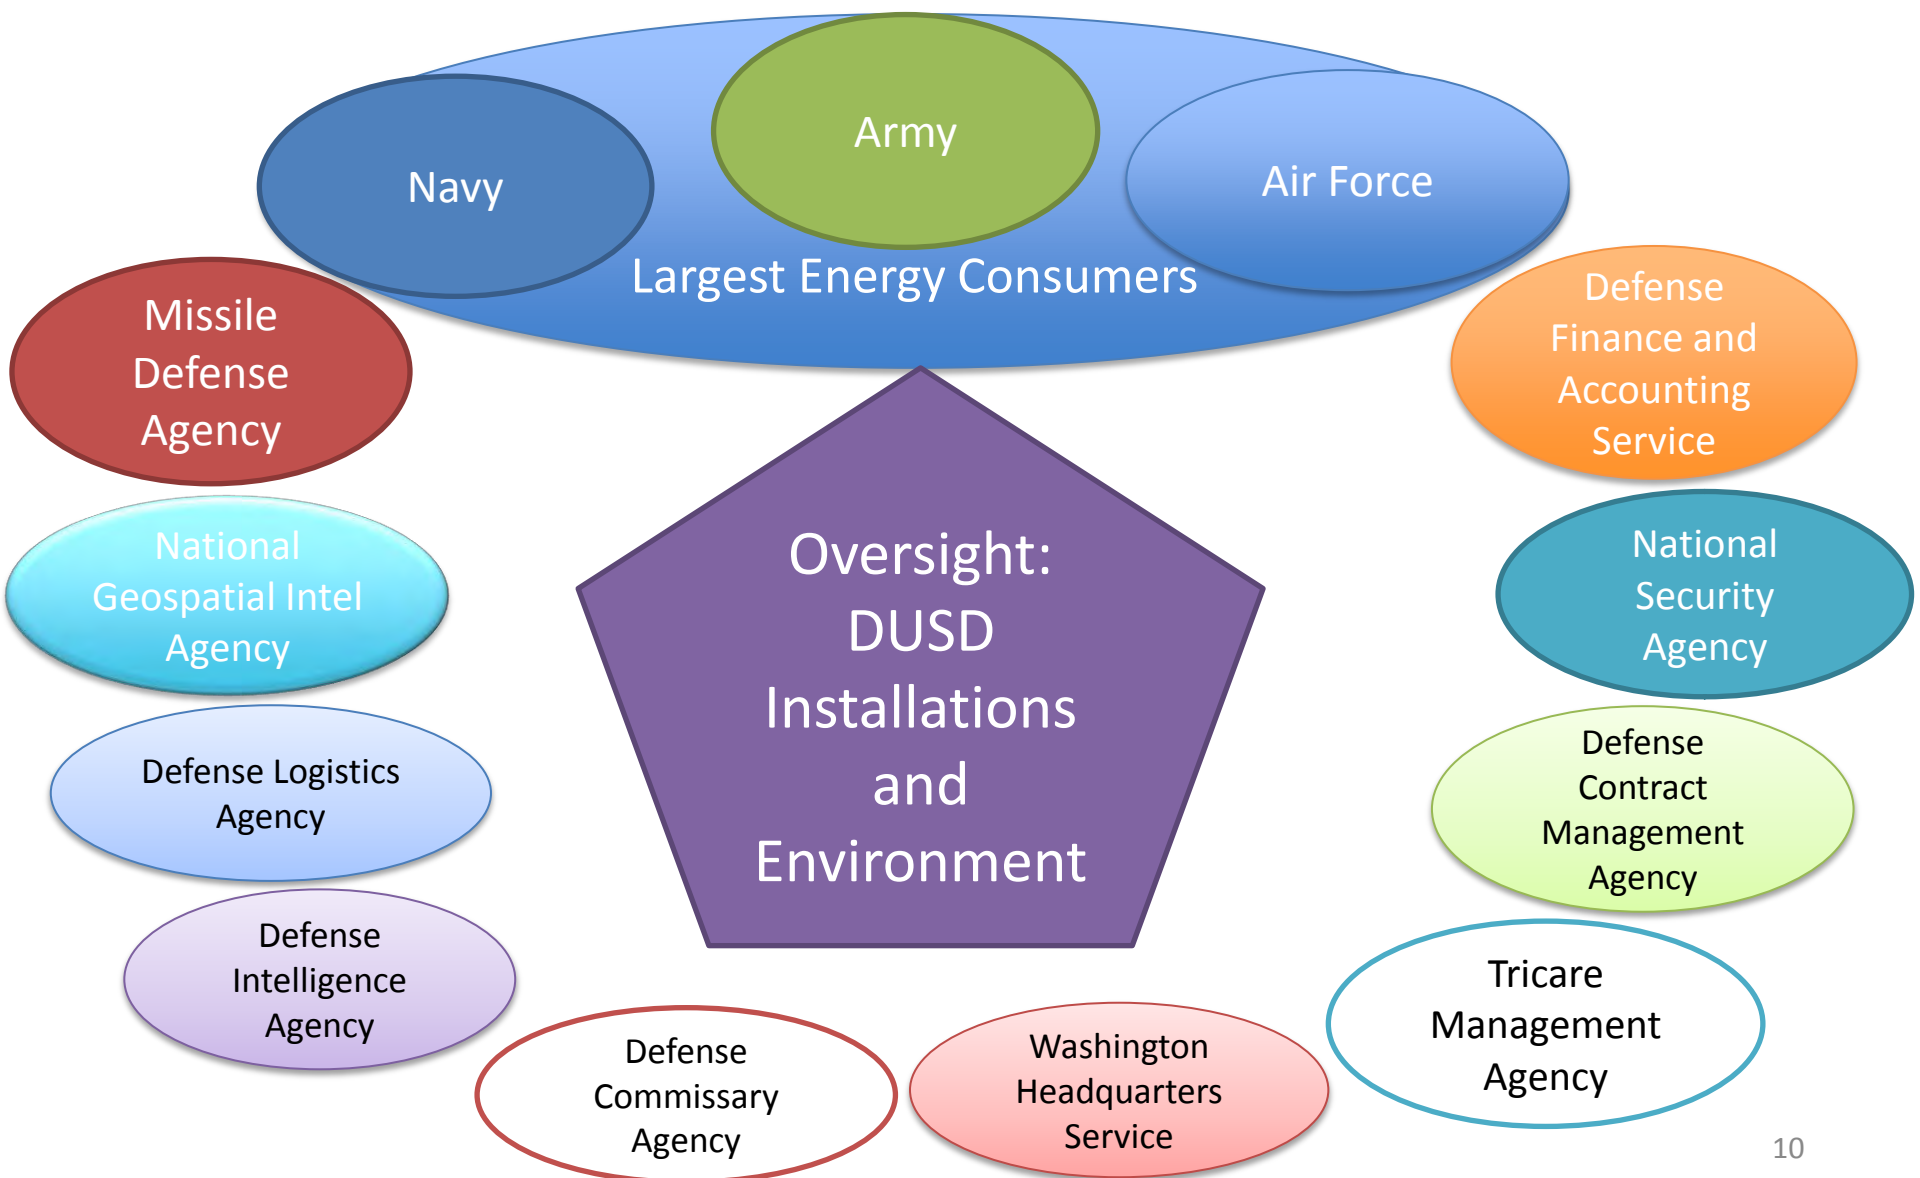 Army
Navy
Air Force
Largest Energy Consumers
Missile
Defense
Agency
Defense
Finance and
Accounting
Service
National
Geospatial Intel
Agency
Oversight:
DUSD
Installations
and
Environment
National
Security
Agency
Defense Logistics
Agency
Defense
Contract
Management
Agency
Defense
Intelligence
Agency
Defense
Commissary
Agency
Washington
Headquarters
Service
Tricare
Management
Agency
10